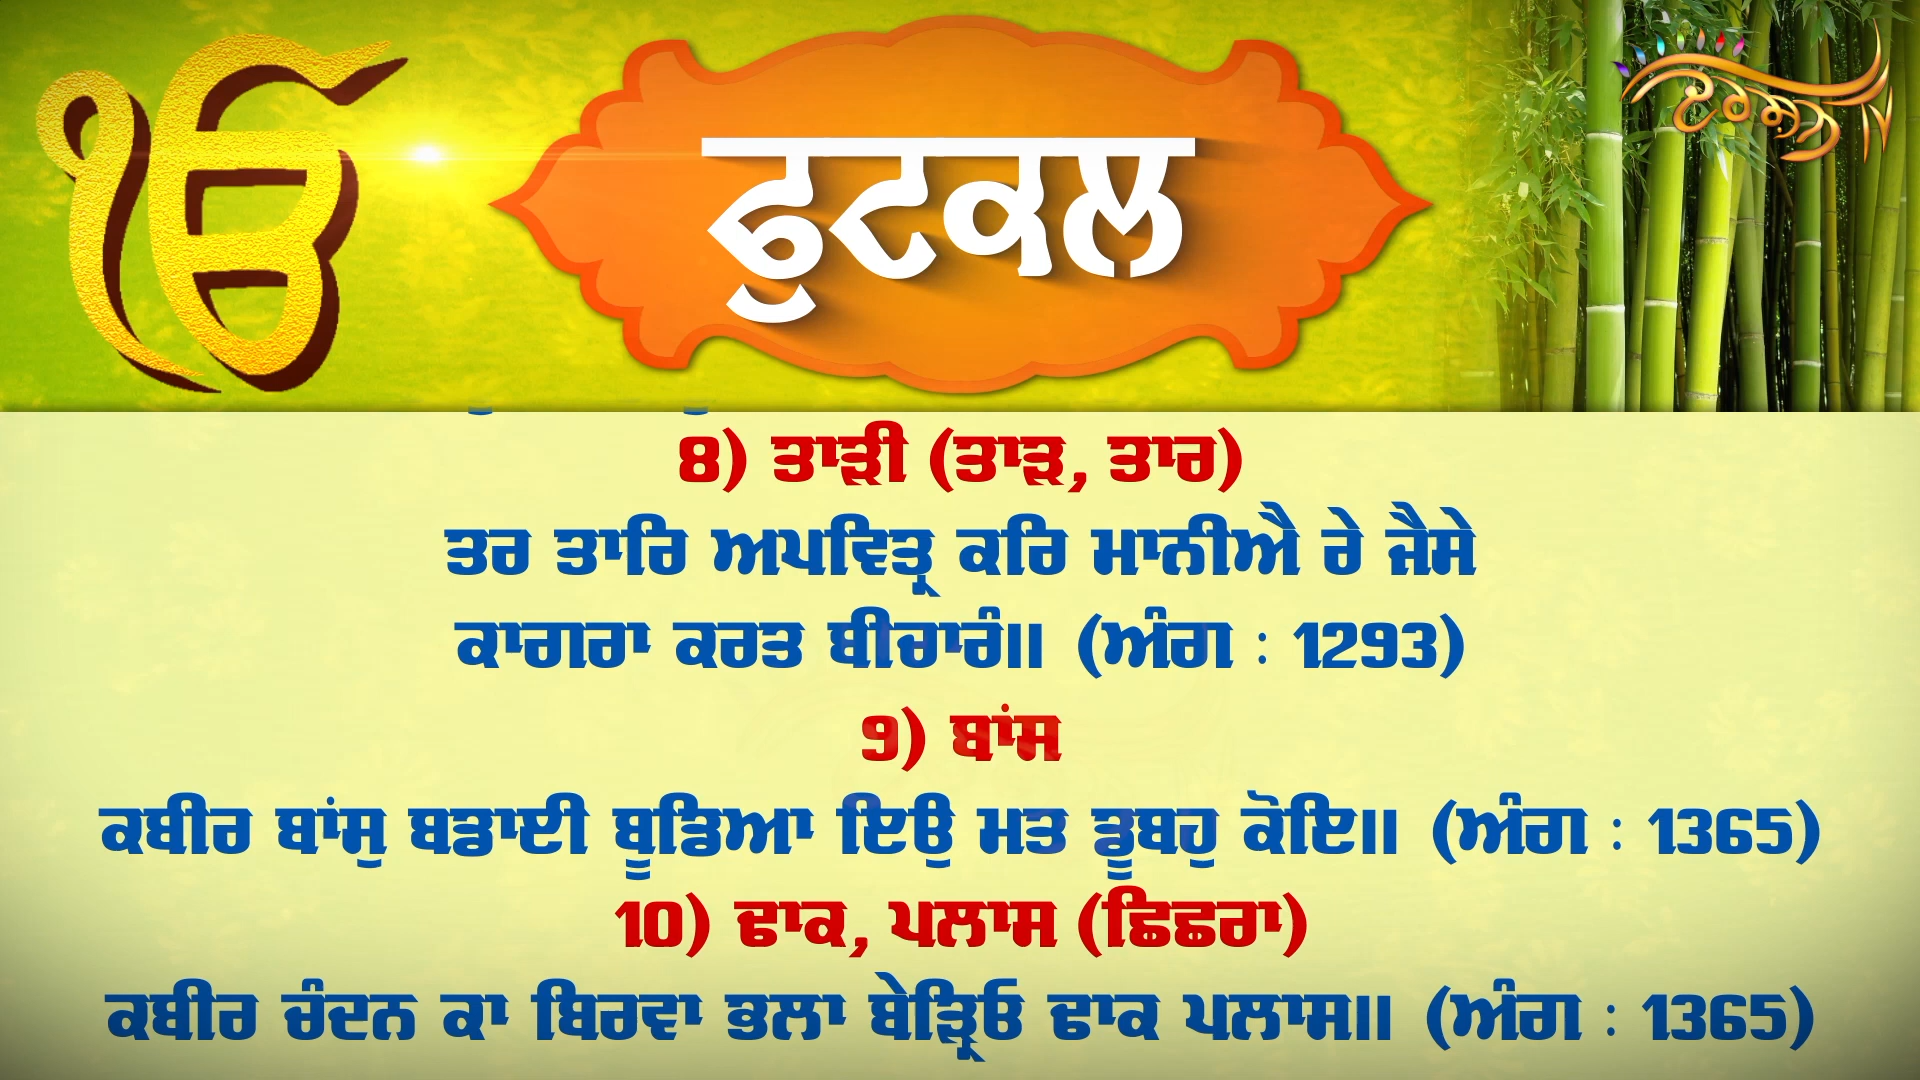 ੴ
ਫੁਟਕਲ
8) ਤਾੜੀ (ਤਾੜ, ਤਾਰ)
ਤਰ ਤਾਰਿ ਅਪਵਿਤ੍ਰ ਕਰਿ ਮਾਨੀਐ ਰੇ ਜੈਸੇ
ਕਾਗਰਾ ਕਰਤ ਬੀਚਾਰੰ॥ (ਅੰਗ : 1293)
9) ਬਾਂਸ
ਕਬੀਰ ਬਾਂਸੁ ਬਡਾਈ ਬੂਡਿਆ ਇਉ ਮਤ ਡੂਬਹੁ ਕੋਇ॥ (ਅੰਗ : 1365)
10) ਢਾਕ, ਪਲਾਸ (ਛਿਛਰਾ)
ਕਬੀਰ ਚੰਦਨ ਕਾ ਬਿਰਵਾ ਭਲਾ ਬੇੜ੍ਹਿਓ ਢਾਕ ਪਲਾਸ॥ (ਅੰਗ : 1365)